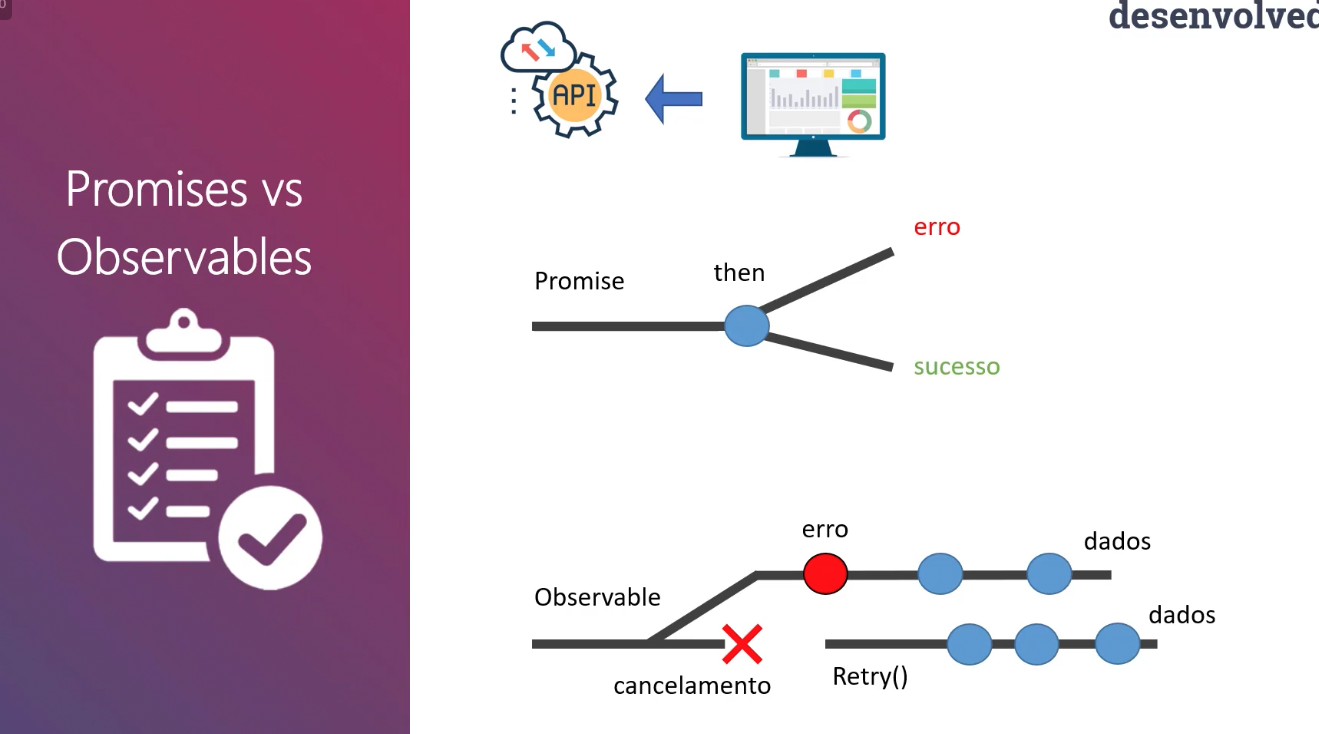 desenvolved
API
Promises vs
Observables
erro
Promise
then
sucesso
erro
dados
Observable
dados
cancelamento
Retry()